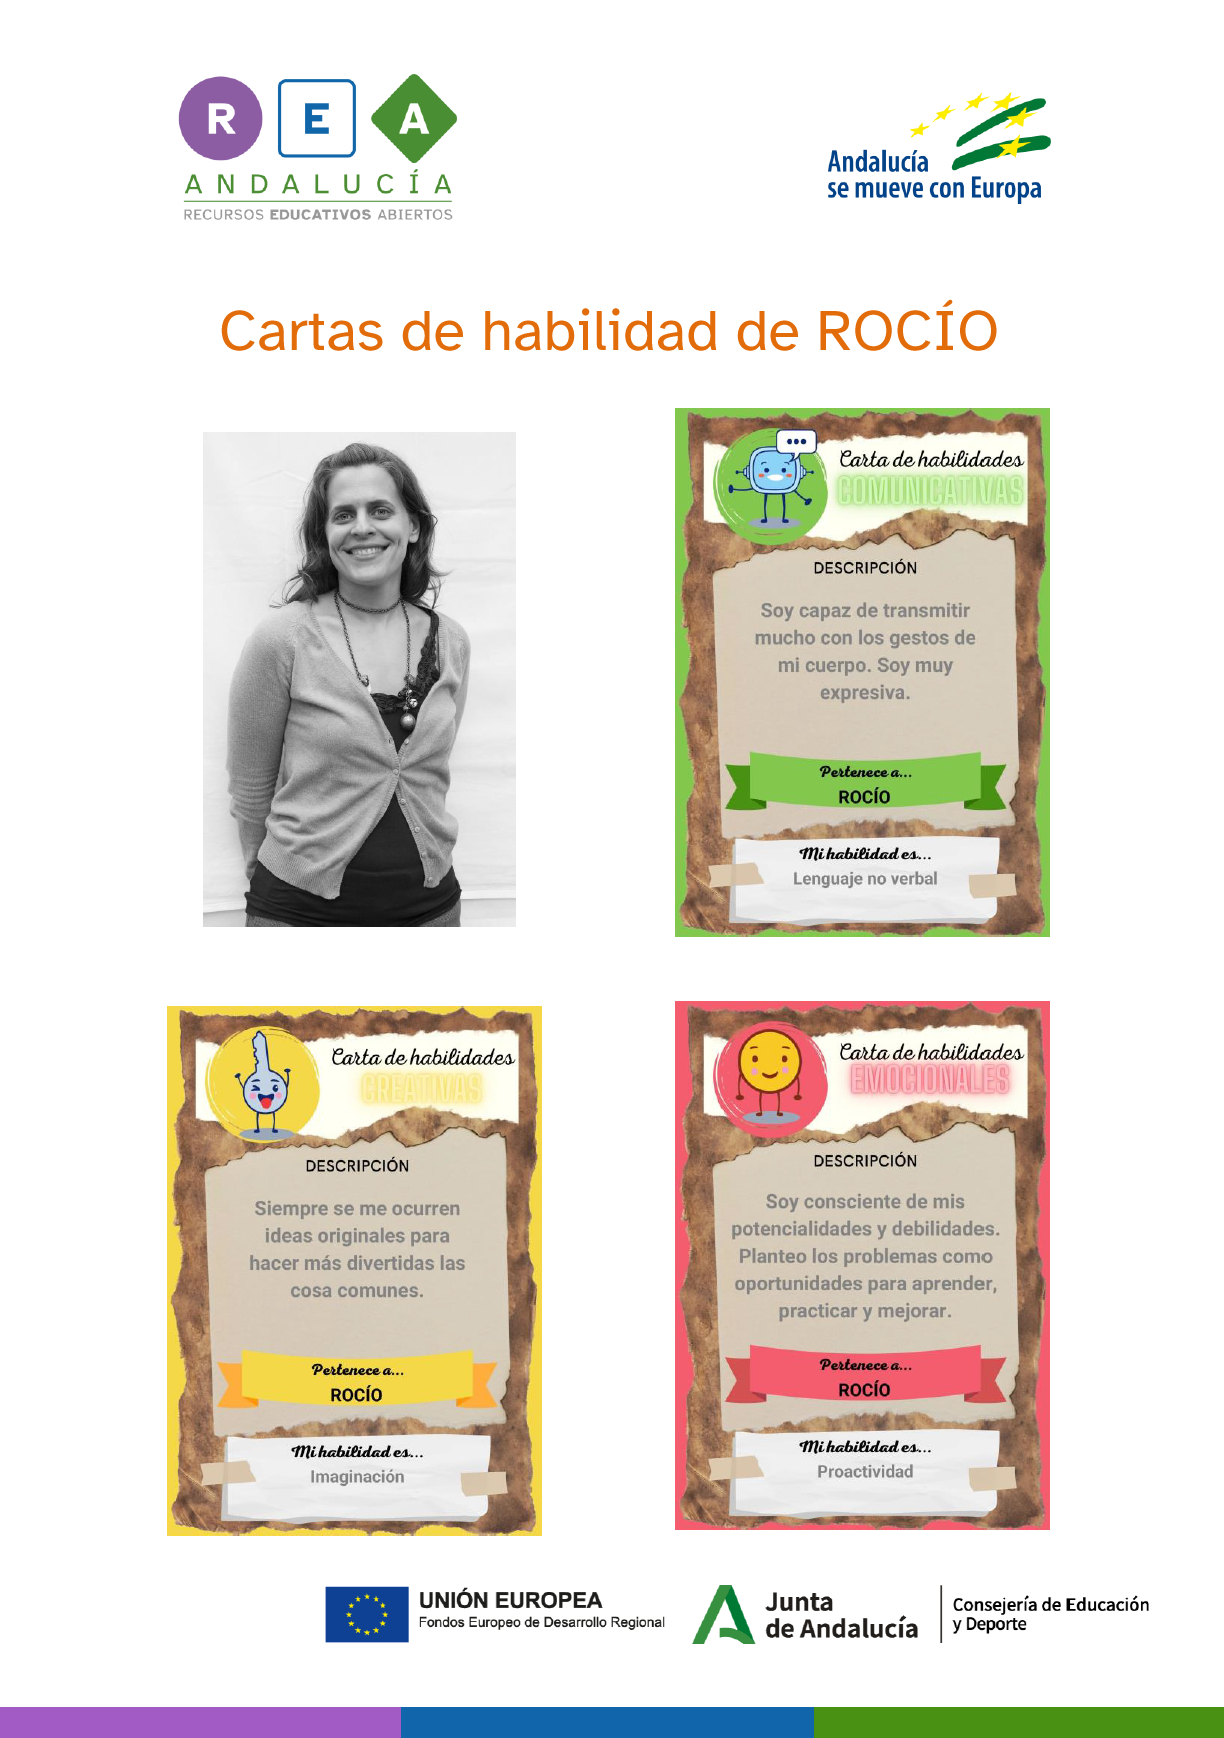 R E A
ANDALUCÍA
RECURSOS EDUCATIVOS ABIERTOS
Andalucía
se mueve con Europa
Cartas de habilidad de ROCÍO
Carta de habilidades
COMUNICATIVAS
DESCRIPCIÓN
Soy capaz de transmitir
mucho con los gestos de
mi cuerpo. Soy muy
expresiva.
Pertenece a...
ROCÍO
Mi habilidad es...
Lenguaje no verbal
Carta de habilidades
CREATIVAS
DESCRIPCIÓN
Siempre se me ocurren
ideas originales para
hacer más divertidas las
cosa comunes.
Pertenece a...
ROCÍO
Mi habilidad es...
Imaginación
Carta de habilidades
EMOCIONALES
DESCRIPCIÓN
Soy consciente de mis
potencialidades y debilidades.
Planteo los problemas como
oportunidades para aprender,
practicar y mejorar.
Pertenece a...
ROCÍO
Mi habilidad es...
Proactividad
UNIÓN EUROPEA
Fondos Europeo de Desarrollo Regional
Junta
de Andalucía
Consejería de Educación
y Deporte